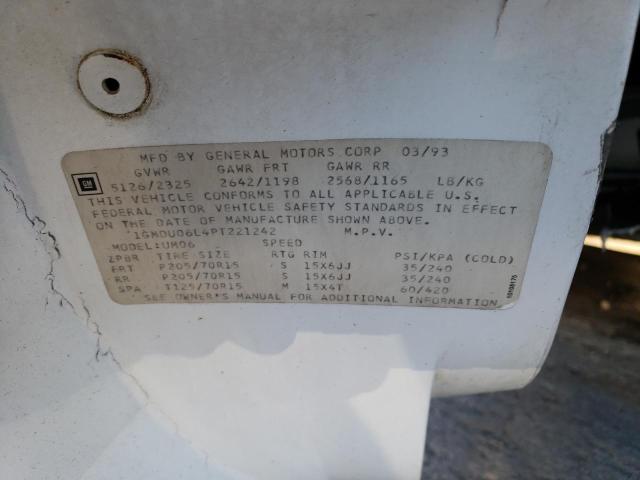 MFD BY GENERAL MOTORS CORP 03/93
GVWR GAWR FRT GAWR RR
GM 5126/2325 2642/1198 2568/1165 LB/KG
THIS VEHICLE CONFORMS TO ALL APPLICABLE U.S.
FEDERAL MOTOR VEHICLE SAFETY STANDARDS IN EFFECT
ON THE DATE OF MANUFACTURE SHOWN ABOVE.
1GMDU06L4PT221242 M.P.V.
MODEL:UM06 SPEED
2PBR TIRE SIZE RTG RIM PSI/KPA (COLD)
FRT P205/70R15 S 15X6JJ 35/240
RR P205/70R15 S 15X6JJ 35/240
SPA T125/70R15 M 15X4T 60/420
SEE OWNER'S MANUAL FOR ADDITIONAL INFORMATION